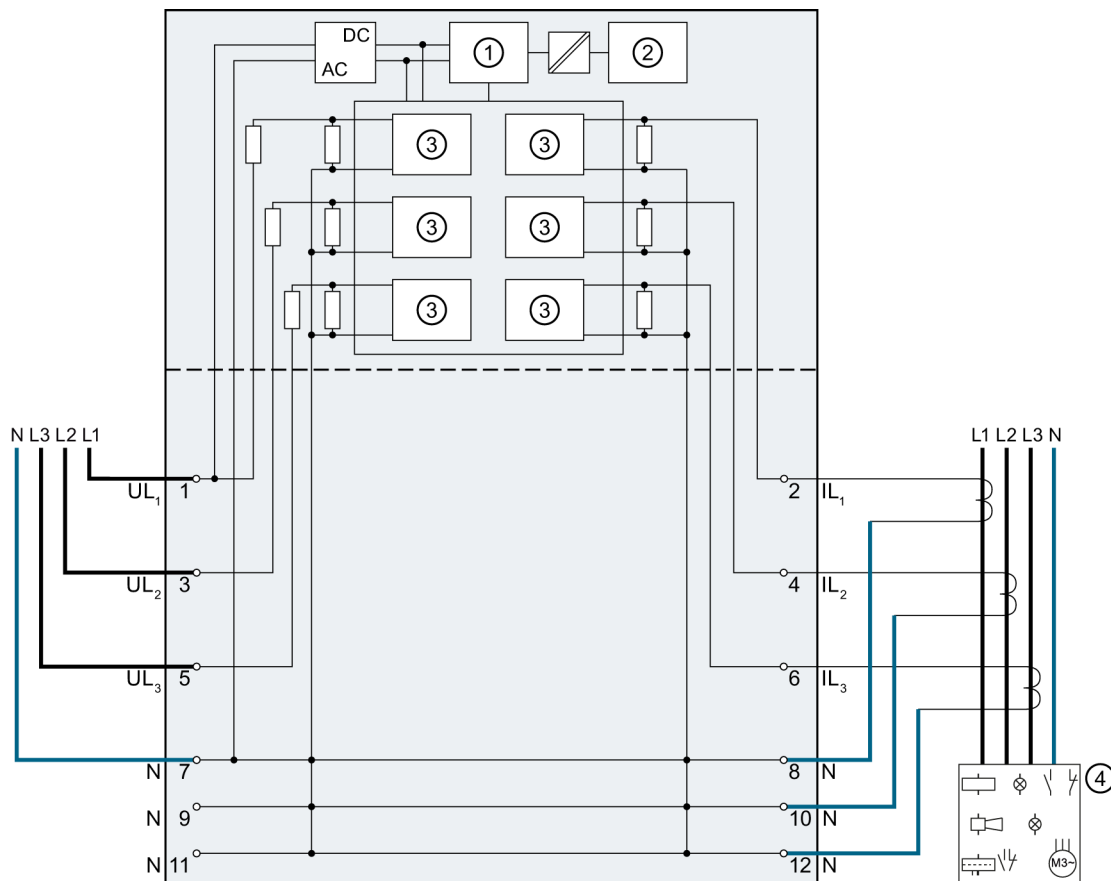 DC
AC
①
②
③ ③
③ ③
③ ③
N L3 L2 L1
L1 L2 L3 N
UL₁ 1
2 IL₁
UL₂ 3
4 IL₂
UL₃ 5
6 IL₃
N 7
8 N
N 9
10 N
N 11
12 N
④
M3~